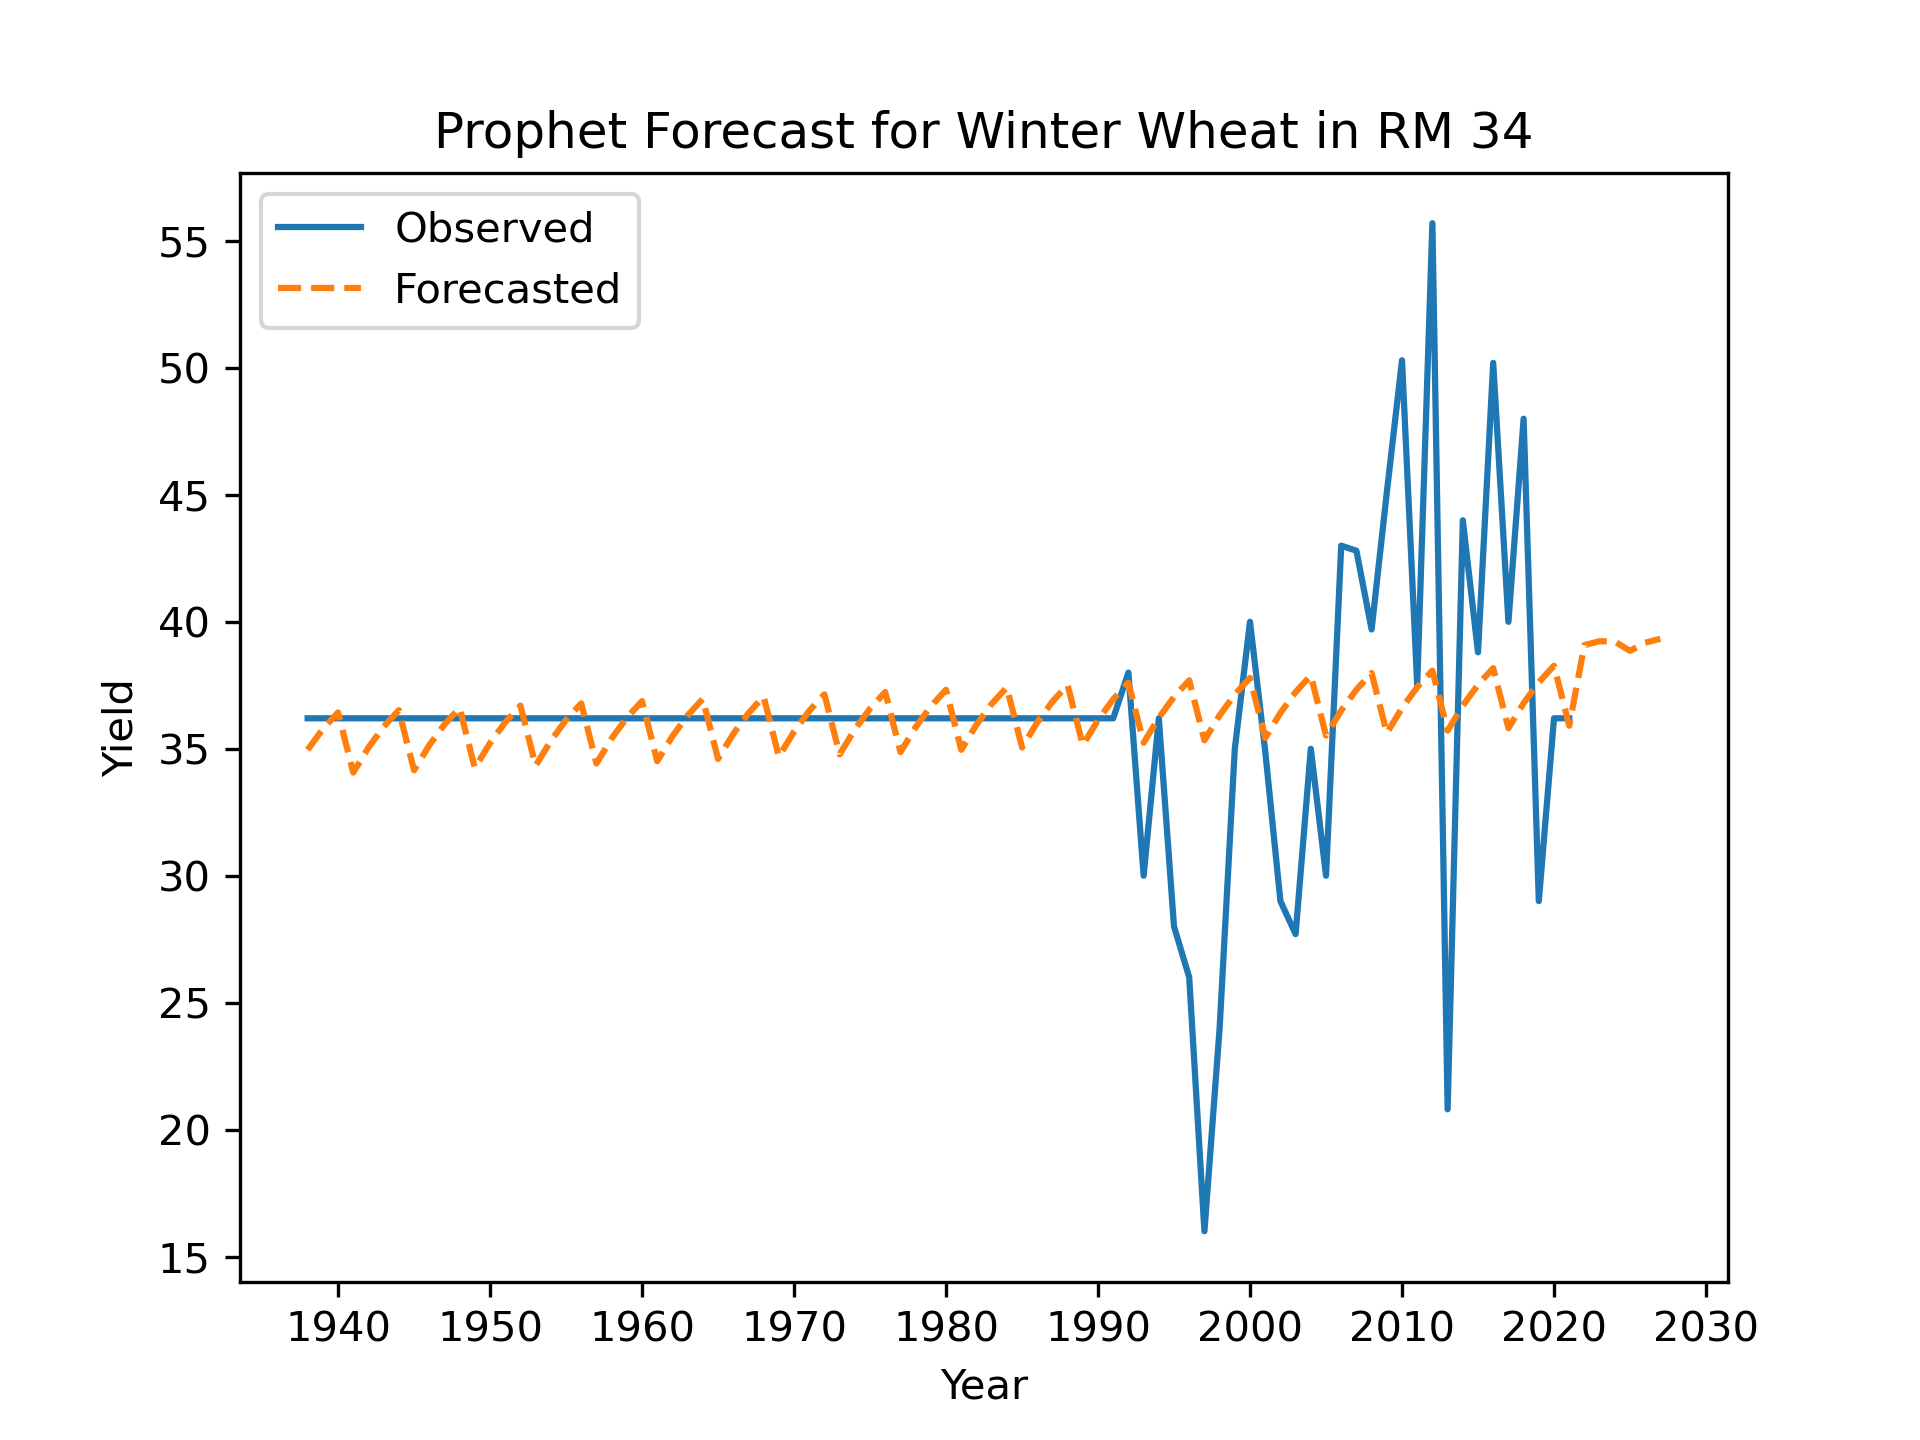 Prophet Forecast for Winter Wheat in RM 34
Observed
Forecasted
55
50
45
40
35
30
25
20
15
Yield
1940 1950 1960 1970 1980 1990 2000 2010 2020 2030
Year